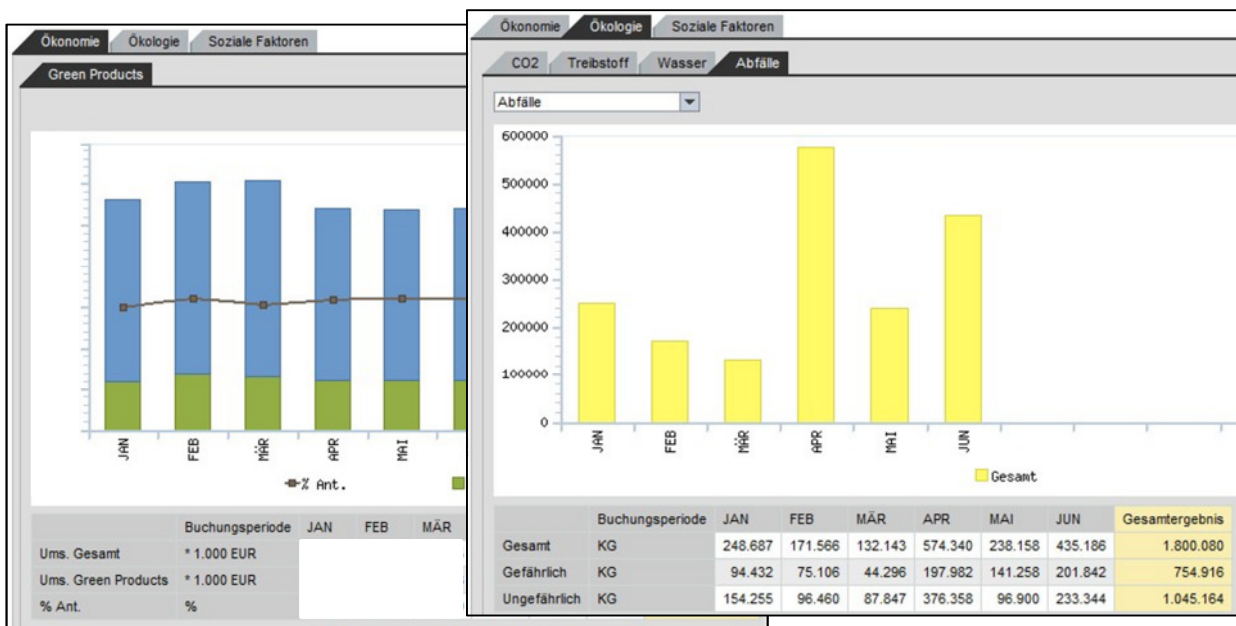 Ökonomie Ökologie Soziale Faktoren
Green Products
JAN FEB MÄR APR MAI
% Ant.
Buchungsperiode JAN FEB MÄR
Ums. Gesamt * 1.000 EUR
Ums. Green Products * 1.000 EUR
% Ant. %
Ökonomie Ökologie Soziale Faktoren
CO2 Treibstoff Wasser Abfälle
Abfälle
600000
500000
400000
300000
200000
100000
0
JAN FEB MÄR APR MAI JUN
Gesamt
Buchungsperiode JAN FEB MÄR APR MAI JUN Gesamtergebnis
Gesamt KG 248.687 171.566 132.143 574.340 238.158 435.186 1.800.080
Gefährlich KG 94.432 75.106 44.296 197.982 141.258 201.842 754.916
Ungefährlich KG 154.255 96.460 87.847 376.358 96.900 233.344 1.045.164